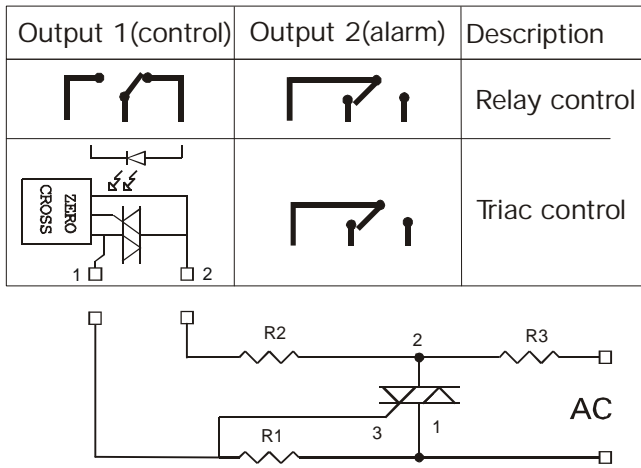 Output 1(control) Output 2(alarm) Description
Relay control
ZERO
CROSS
1 2
Triac control
R2 2 R3
AC
3 1
R1